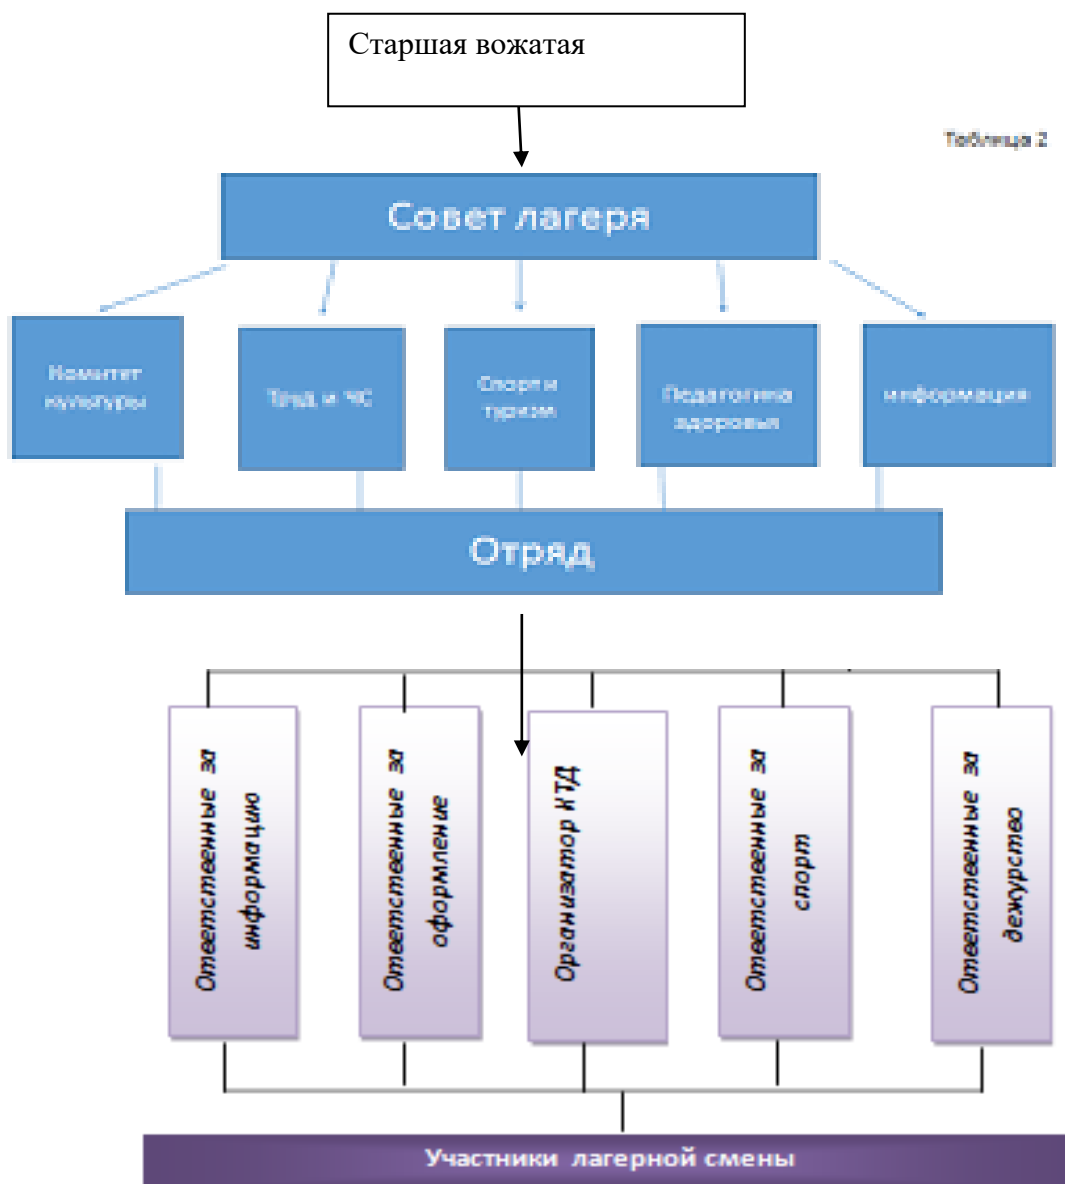 Старшая вожатая
Таблица 2
Совет лагеря
Комитет
культуры
Труд и ЧС
Спорт и
туризм
Педагогика
здоровья
информация
Отряд
Ответственные за
информацию
Ответственные за
оформление
Организатор КТД
Ответственные за
спорт
Ответственные за
дежурство
Участники лагерной смены